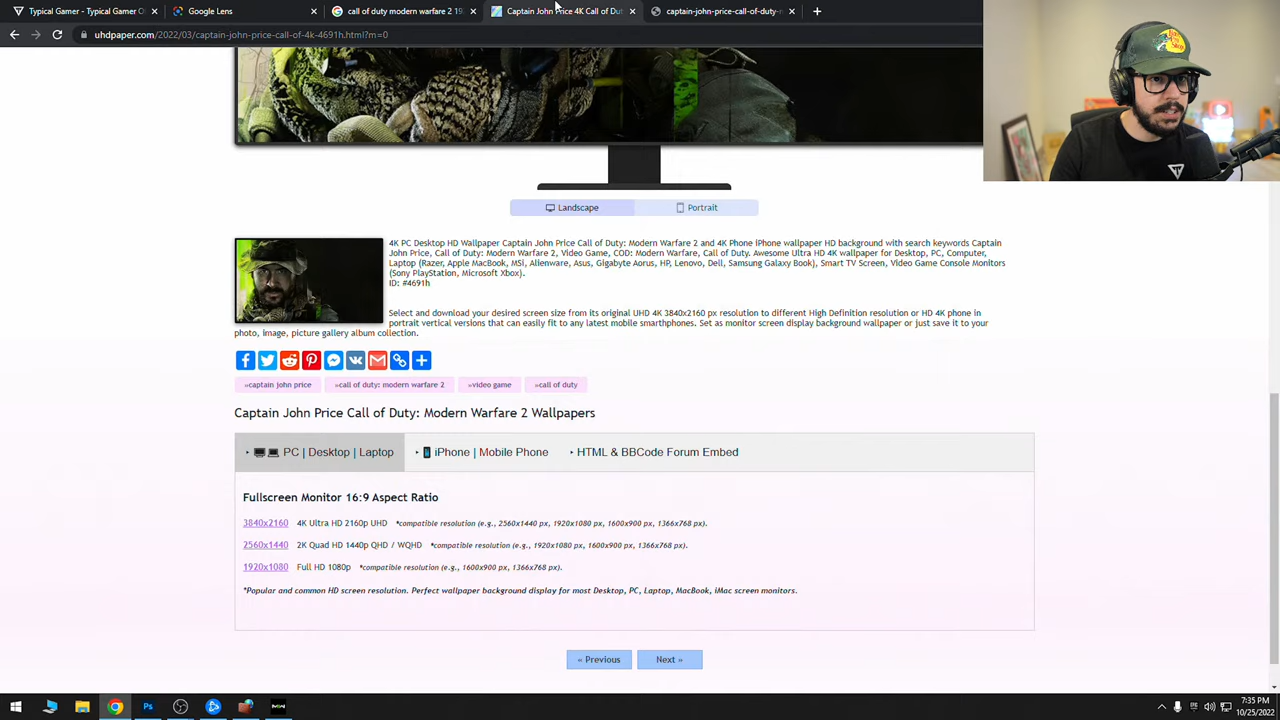 Typical Gamer - Typical Gamer O
Google Lens
call of duty modern warfare 2 19
Captain John Price 4K Call of Du
captain-john-price-call-of-duty-
uhdpaper.com/2022/03/captain-john-price-call-of-4k-4691h.html?m=0
Landscape
Portrait
4K PC Desktop HD Wallpaper Captain John Price Call of Duty: Modern Warfare 2 and 4K Phone iPhone wallpaper HD background with search keywords Captain
John Price, Call of Duty: Modern Warfare 2, Video Game, COD: Modern Warfare, Call of Duty. Awesome Ultra HD 4K wallpaper for Desktop, PC, Computer,
Laptop (Razer, Apple MacBook, MSi, Alienware, Asus, Gigabyte Aorus, HP, Lenovo, Dell, Samsung Galaxy Book), Smart TV Screen, Video Game Console Monitors
(Sony PlayStation, Microsoft Xbox).
ID: #4691h
Select and download your desired screen size from its original UHD 4K 3840x2160 px resolution to different High Definition resolution or HD 4K phone in
portrait vertical versions that can easily fit to any latest mobile smarthphones. Set as monitor screen display background wallpaper or just save it to your
photo, image, picture gallery album collection.
»captain john price
»call of duty: modern warfare 2
»video game
»call of duty
Captain John Price Call of Duty: Modern Warfare 2 Wallpapers
PC | Desktop | Laptop
iPhone | Mobile Phone
HTML & BBCode Forum Embed
Fullscreen Monitor 16:9 Aspect Ratio
3840x2160 4K Ultra HD 2160p UHD *compatible resolution (e.g., 2560x1440 px, 1920x1080 px, 1600x900 px, 1366x768 px).
2560x1440 2K Quad HD 1440p QHD / WQHD *compatible resolution (e.g., 1920x1080 px, 1600x900 px, 1366x768 px).
1920x1080 Full HD 1080p *compatible resolution (e.g., 1600x900 px, 1366x768 px).
*Popular and common HD screen resolution. Perfect wallpaper background display for most Desktop, PC, Laptop, MacBook, iMac screen monitors.
« Previous
Next »
7:35 PM
10/25/2022